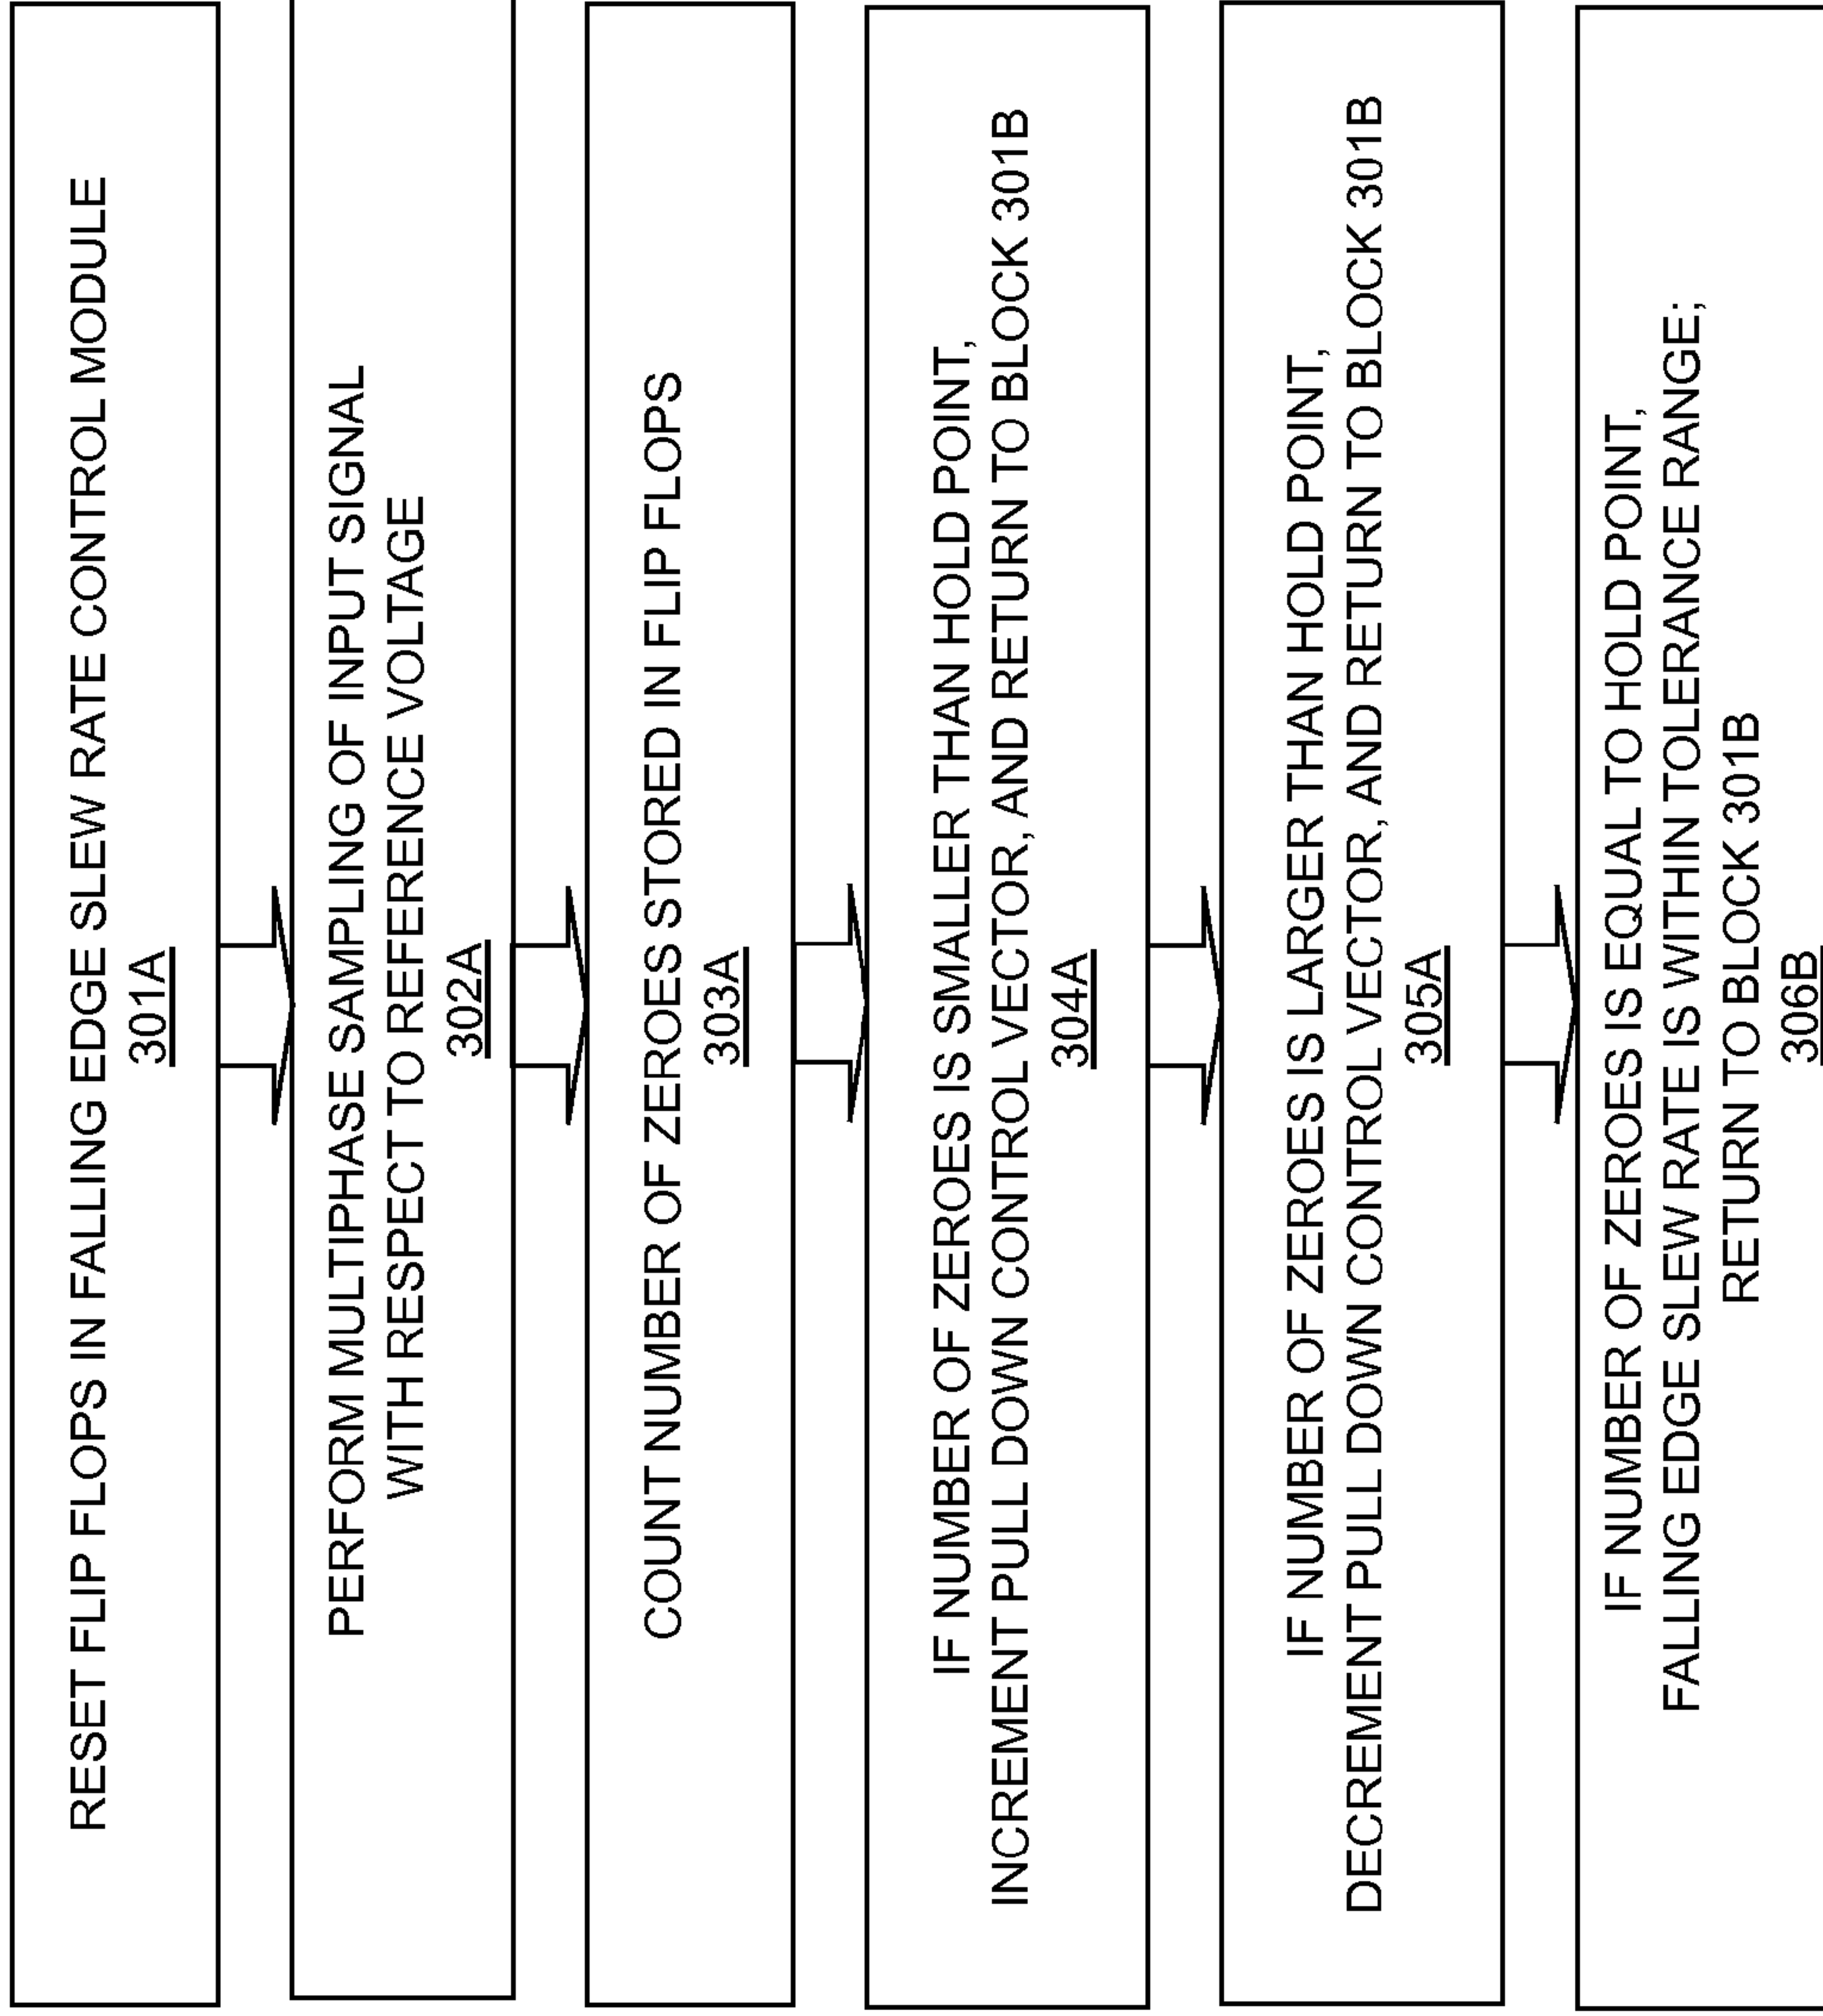 RESET FLIP FLOPS IN FALLING EDGE SLEW RATE CONTROL MODULE
301A
PERFORM MULTIPHASE SAMPLING OF INPUT SIGNAL
WITH RESPECT TO REFERENCE VOLTAGE
302A
COUNT NUMBER OF ZEROES STORED IN FLIP FLOPS
303A
IF NUMBER OF ZEROES IS SMALLER THAN HOLD POINT,
INCREMENT PULL DOWN CONTROL VECTOR, AND RETURN TO BLOCK 301B
304A
IF NUMBER OF ZEROES IS LARGER THAN HOLD POINT,
DECREMENT PULL DOWN CONTROL VECTOR, AND RETURN TO BLOCK 301B
305A
IF NUMBER OF ZEROES IS EQUAL TO HOLD POINT,
FALLING EDGE SLEW RATE IS WITHIN TOLERANCE RANGE;
RETURN TO BLOCK 301B
306B